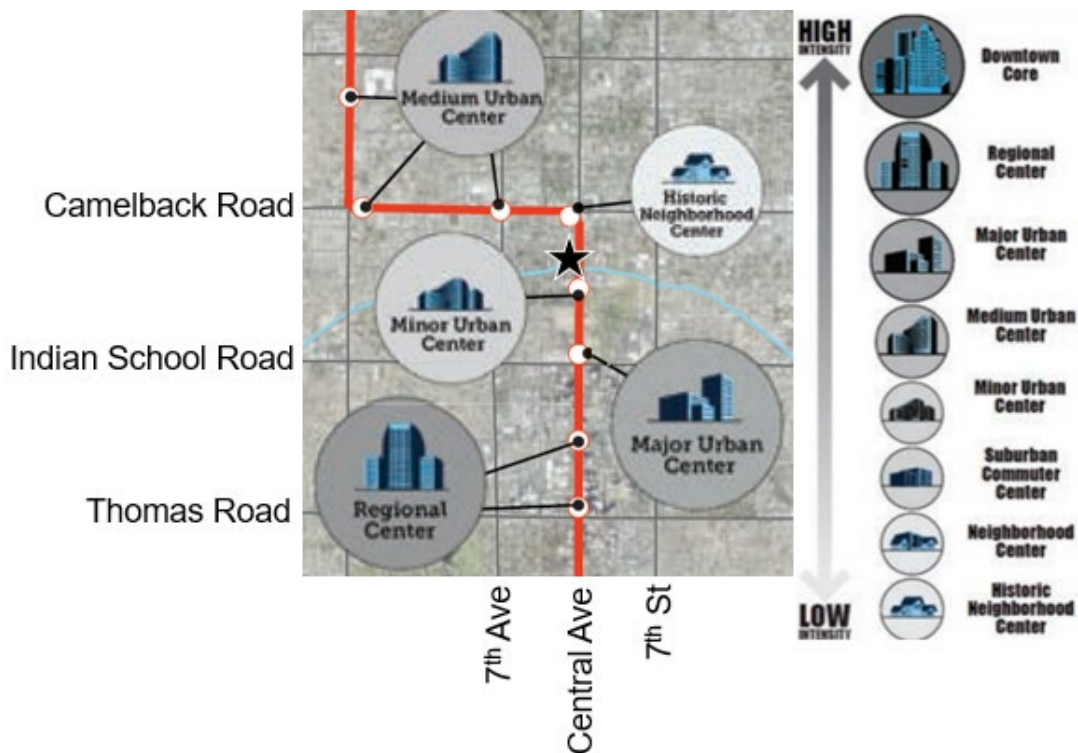 Camelback Road
Indian School Road
Thomas Road
Medium Urban
Center
Historic
Neighborhood
Center
Minor Urban
Center
Major Urban
Center
Regional
Center
7th Ave
Central Ave
7th St
HIGH
INTENSITY
LOW
INTENSITY
Downtown
Core
Regional
Center
Major Urban
Center
Medium Urban
Center
Minor Urban
Center
Suburban
Commuter
Center
Neighborhood
Center
Historic
Neighborhood
Center